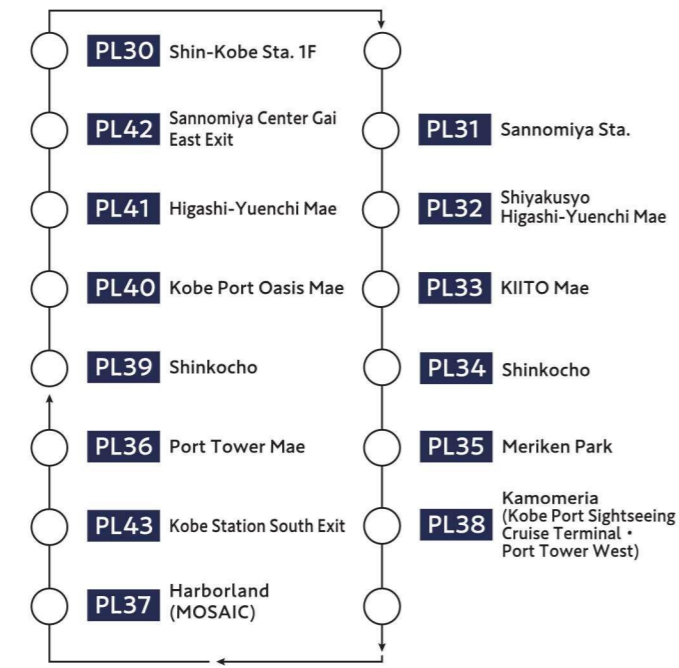 PL30 Shin-Kobe Sta. 1F
PL42 Sannomiya Center Gai
East Exit
PL41 Higashi-Yuenchi Mae
PL40 Kobe Port Oasis Mae
PL39 Shinkocho
PL36 Port Tower Mae
PL43 Kobe Station South Exit
PL37 Harborland
(MOSAIC)
PL31 Sannomiya Sta.
PL32 Shiyakusyo
Higashi-Yuenchi Mae
PL33 KIITO Mae
PL34 Shinkocho
PL35 Meriken Park
PL38 Kamomeria
(Kobe Port Sightseeing
Cruise Terminal・
Port Tower West)